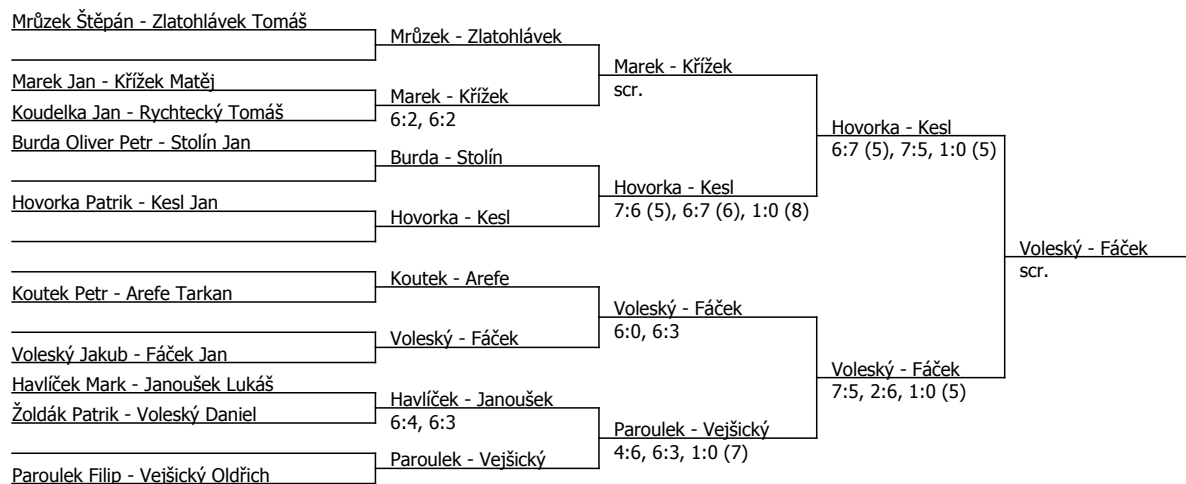 Mrůzek Štěpán - Zlatohlávek Tomáš
Mrůzek - Zlatohlávek
Marek - Křížek
scr.
Marek Jan - Křížek Matěj
Marek - Křížek
6:2, 6:2
Koudelka Jan - Rychtecký Tomáš
Hovorka - Kesl
6:7 (5), 7:5, 1:0 (5)
Burda Oliver Petr - Stolín Jan
Burda - Stolín
Hovorka - Kesl
7:6 (5), 6:7 (6), 1:0 (8)
Hovorka Patrik - Kesl Jan
Hovorka - Kesl
Voleský - Fáček
scr.
Koutek - Arefe
Koutek Petr - Arefe Tarkan
Voleský - Fáček
6:0, 6:3
Voleský - Fáček
Voleský Jakub - Fáček Jan
Voleský - Fáček
7:5, 2:6, 1:0 (5)
Havlíček Mark - Janoušek Lukáš
Havlíček - Janoušek
6:4, 6:3
Žoldák Patrik - Voleský Daniel
Paroulek - Vejšický
4:6, 6:3, 1:0 (7)
Paroulek - Vejšický
Paroulek Filip - Vejšický Oldřich